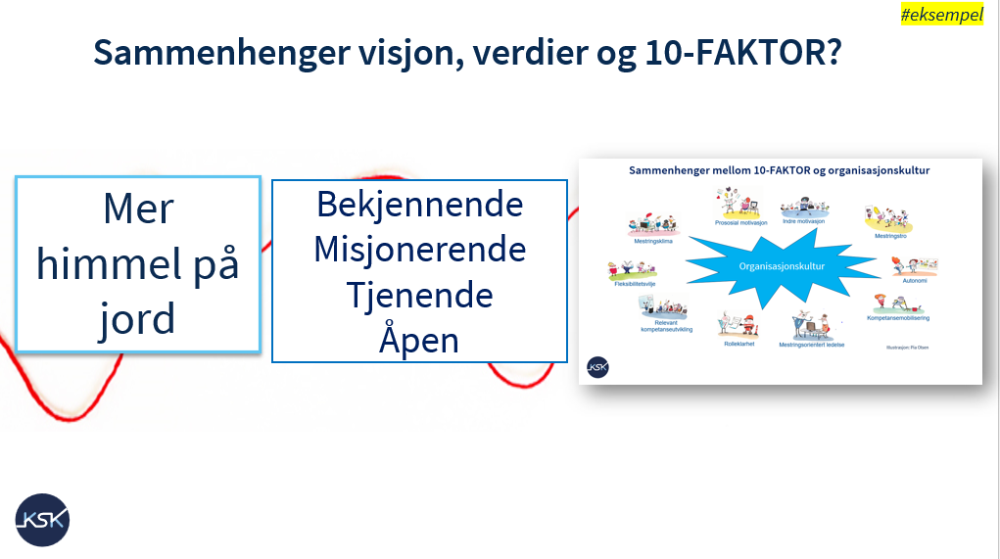 #eksempel
Sammenhenger visjon, verdier og 10-FAKTOR?
Mer
himmel på
jord
Bekjennende
Misjonerende
Tjenende
Åpen
Sammenhenger mellom 10-FAKTOR og organisasjonskultur
Prososial motivasjon
Indre motivasjon
Mestringsklima
Mestringstro
Organisasjonskultur
Fleksibilitetsvilje
Autonomi
Relevant
kompetanseutvikling
Kompetansemobilisering
Rolleklarhet
Mestringsorientert ledelse
Illustrasjon: Pia Olsen
KSK
KSK